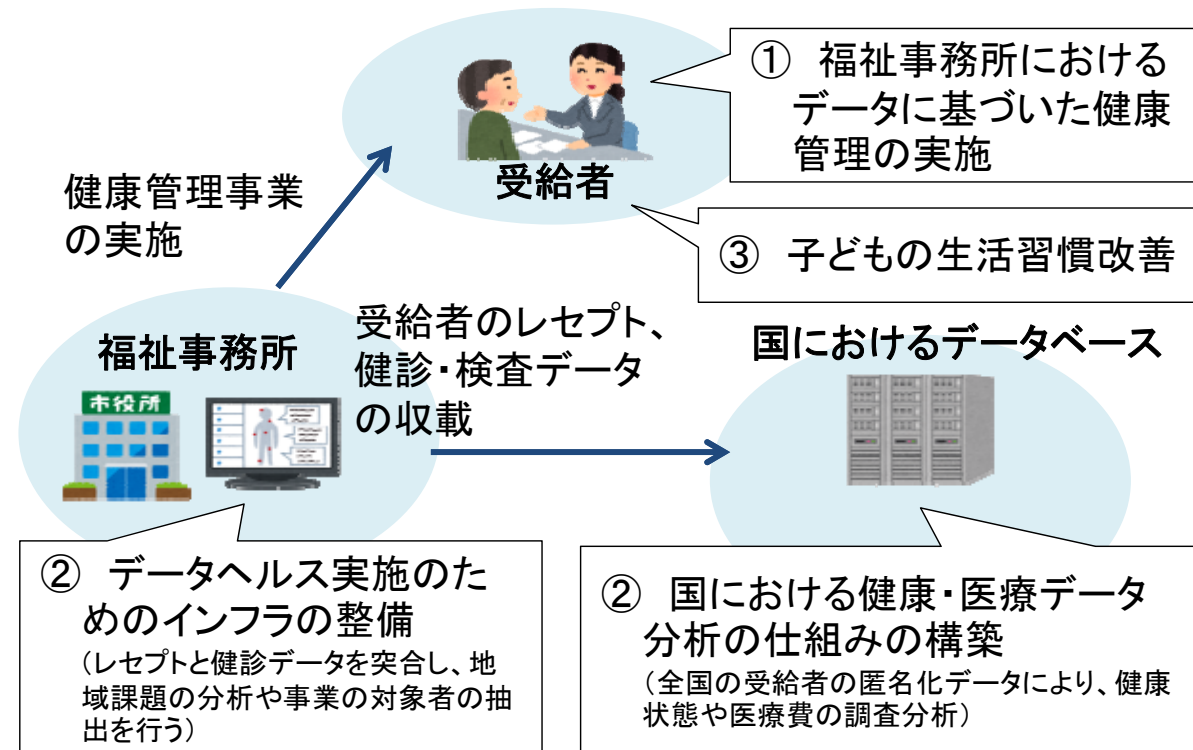 ① 福祉事務所における
データに基づいた健康
管理の実施
受給者
健康管理事業
の実施
③ 子どもの生活習慣改善
福祉事務所
市役所
受給者のレセプト、
健診・検査データ
の収載
国におけるデータベース
② データヘルス実施のた
めのインフラの整備
(レセプトと健診データを突合し、地
域課題の分析や事業の対象者の抽
出を行う)
② 国における健康・医療データ
分析の仕組みの構築
(全国の受給者の匿名化データにより、健康
状態や医療費の調査分析)